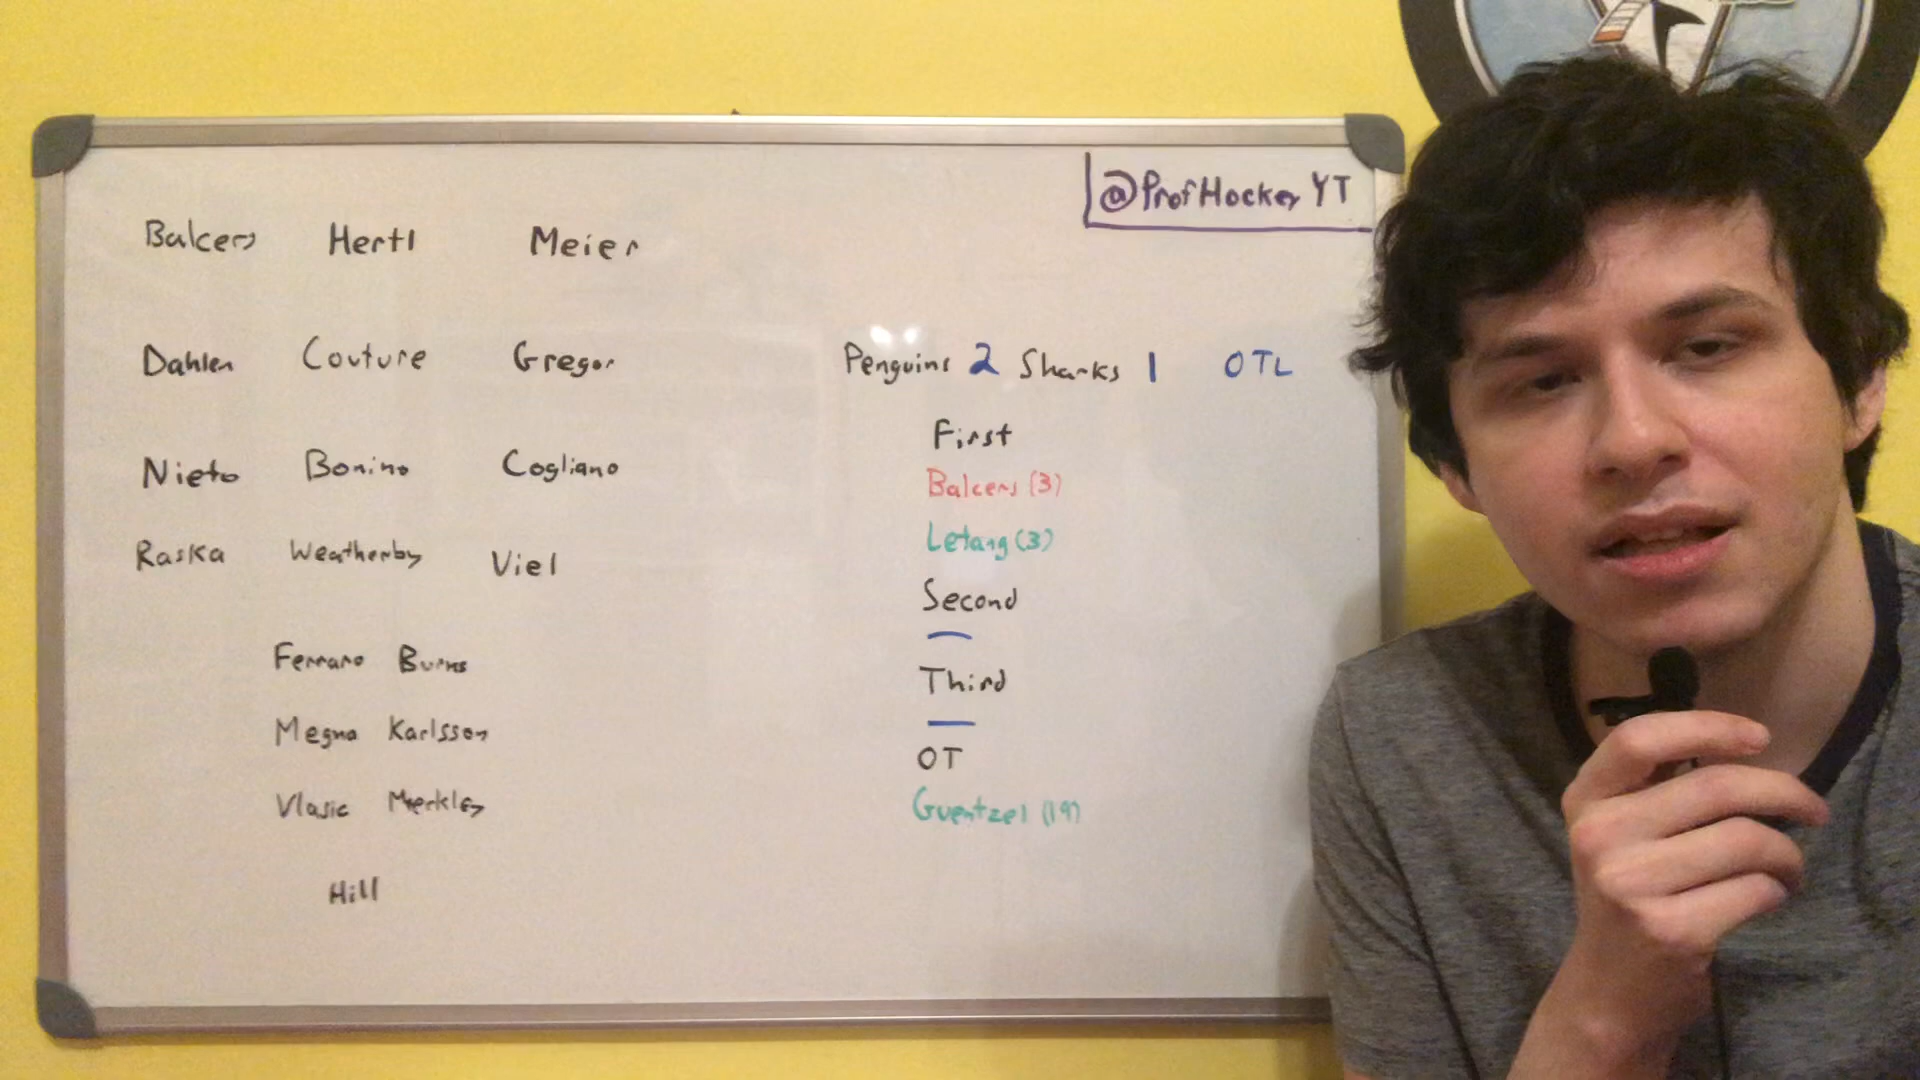 @ProfHockeyYT
Balcers Hertl Meier
Dahlen Couture Gregor
Nieto Bonino Cogliano
Raska Weatherby Viel
Ferraro Burns
Megna Karlsson
Vlasic Merkley
Hill
Penguins 2 Sharks 1 OTL
First
Balcers (3)
Letang (3)
Second
—
Third
—
OT
Guentzel (19)